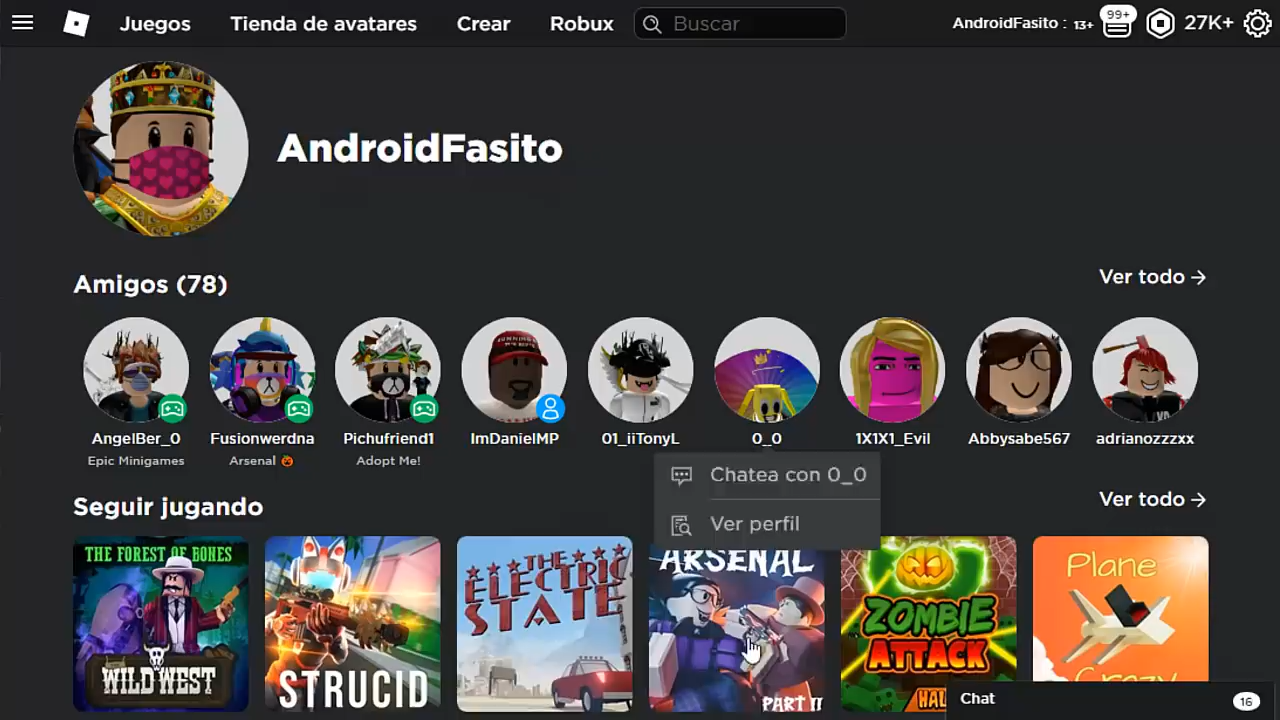 Juegos Tienda de avatares Crear Robux Buscar AndroidFasito : 13+ 99+ 27K+
AndroidFasito
Amigos (78) Ver todo →
AngelBer_0 Fusionwerdna Pichufriend1 ImDanielMP 01_iiTonyL 0_0 1X1X1_Evil Abbysabe567 adrianozzzxx
Epic Minigames Arsenal 🎃 Adopt Me!
Chatea con 0_0
Ver perfil
Seguir jugando Ver todo →
THE FOREST OF BONES
WILD WEST
STRUCID
THE
ELECTRIC
STATE
ARSENAL
PART II
ZOMBIE
ATTACK
HAL
Plane
Crazy
Chat 16